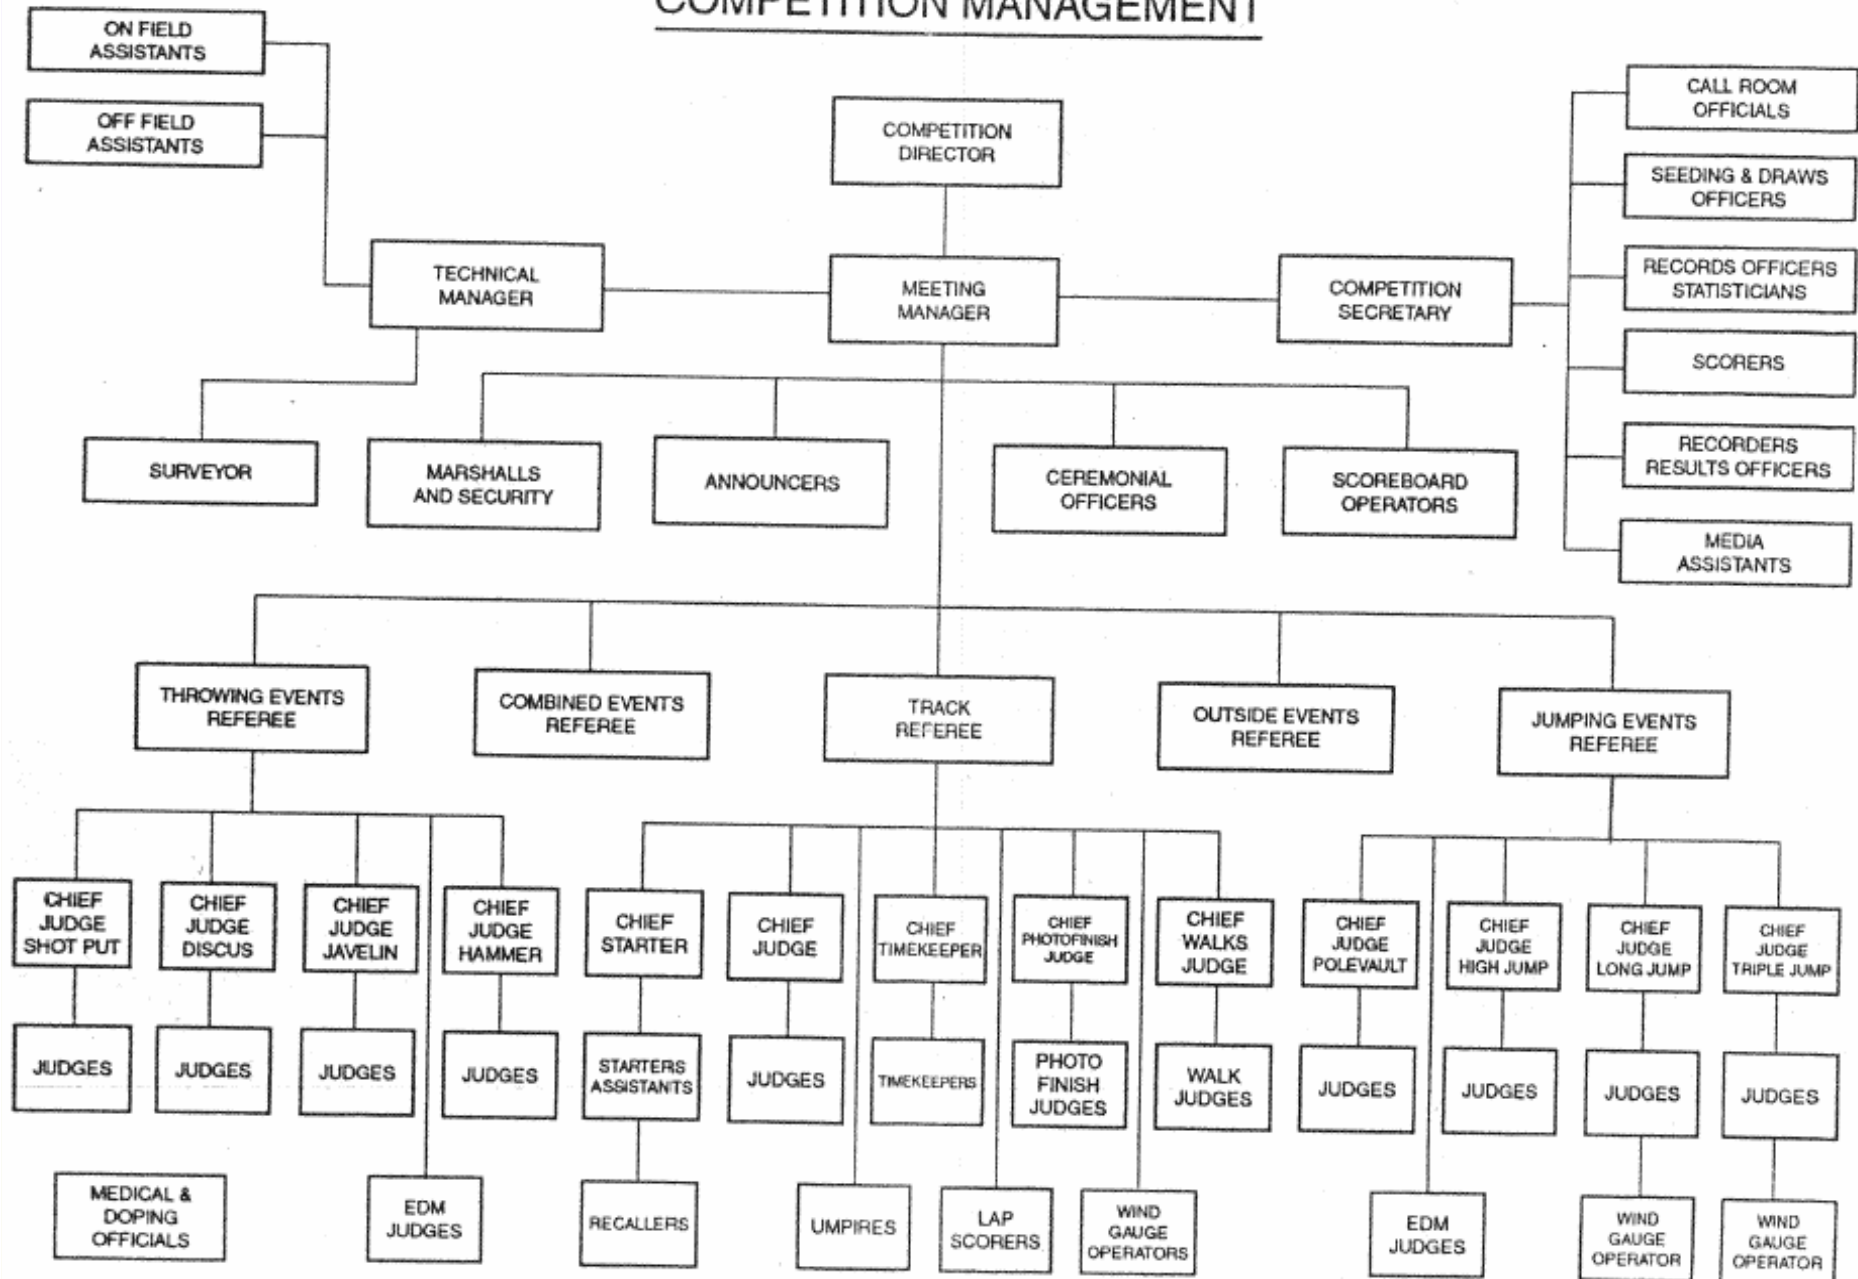 COMPETITION MANAGEMENT
ON FIELD
ASSISTANTS
OFF FIELD
ASSISTANTS
COMPETITION
DIRECTOR
CALL ROOM
OFFICIALS
SEEDING & DRAWS
OFFICERS
RECORDS OFFICERS
STATISTICIANS
SCORERS
RECORDERS
RESULTS OFFICERS
MEDIA
ASSISTANTS
TECHNICAL
MANAGER
MEETING
MANAGER
COMPETITION
SECRETARY
SURVEYOR
MARSHALLS
AND SECURITY
ANNOUNCERS
CEREMONIAL
OFFICERS
SCOREBOARD
OPERATORS
THROWING EVENTS
REFEREE
COMBINED EVENTS
REFEREE
TRACK
REFEREE
OUTSIDE EVENTS
REFEREE
JUMPING EVENTS
REFEREE
CHIEF
JUDGE
SHOT PUT
CHIEF
JUDGE
DISCUS
CHIEF
JUDGE
JAVELIN
CHIEF
JUDGE
HAMMER
CHIEF
STARTER
CHIEF
JUDGE
CHIEF
TIMEKEEPER
CHIEF
PHOTOFINISH
JUDGE
CHIEF
WALKS
JUDGE
CHIEF
JUDGE
POLEVAULT
CHIEF
JUDGE
HIGH JUMP
CHIEF
JUDGE
LONG JUMP
CHIEF
JUDGE
TRIPLE JUMP
JUDGES
JUDGES
JUDGES
JUDGES
STARTERS
ASSISTANTS
JUDGES
TIMEKEEPERS
PHOTO
FINISH
JUDGES
WALK
JUDGES
JUDGES
JUDGES
JUDGES
JUDGES
MEDICAL &
DOPING
OFFICIALS
EDM
JUDGES
RECALLERS
UMPIRES
LAP
SCORERS
WIND
GAUGE
OPERATORS
EDM
JUDGES
WIND
GAUGE
OPERATOR
WIND
GAUGE
OPERATOR